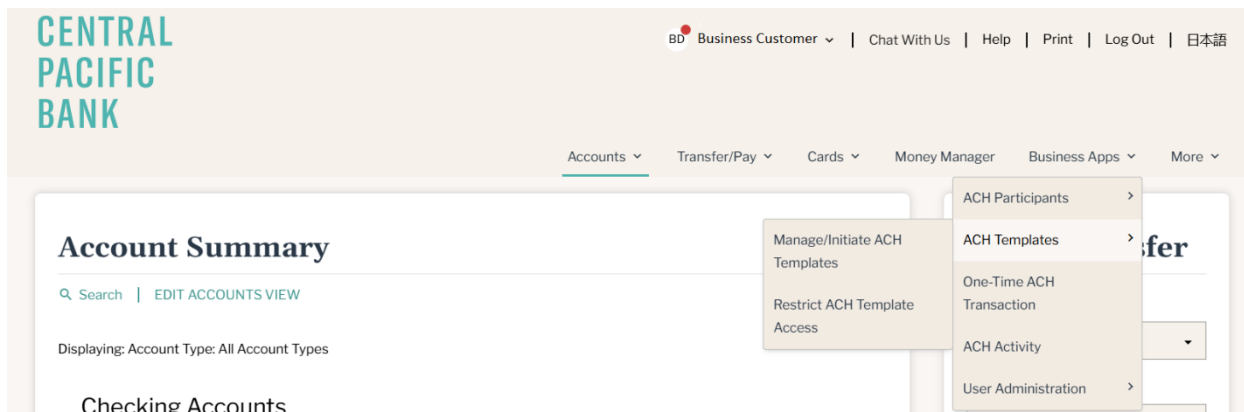 CENTRAL
PACIFIC
BANK
BD Business Customer | Chat With Us | Help | Print | Log Out | 日本語
Accounts Transfer/Pay Cards Money Manager Business Apps More
ACH Participants
Account Summary
Manage/Initiate ACH
Templates
ACH Templates
sfer
Search | EDIT ACCOUNTS VIEW
One-Time ACH
Transaction
Restrict ACH Template
Access
Displaying: Account Type: All Account Types
ACH Activity
User Administration
Checking Accounts